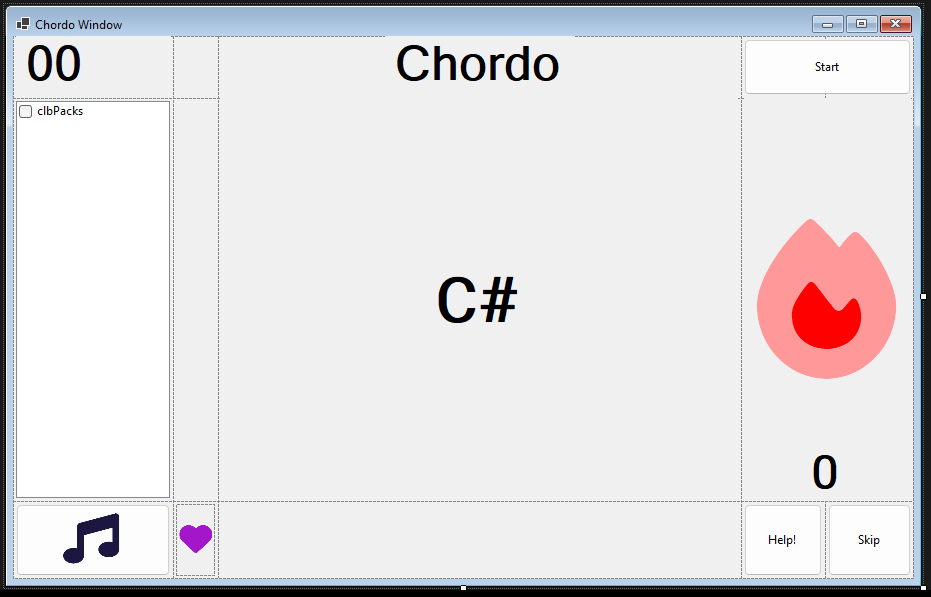 Chordo Window
00
Chordo
Start
clbPacks
C#
0
Help!
Skip